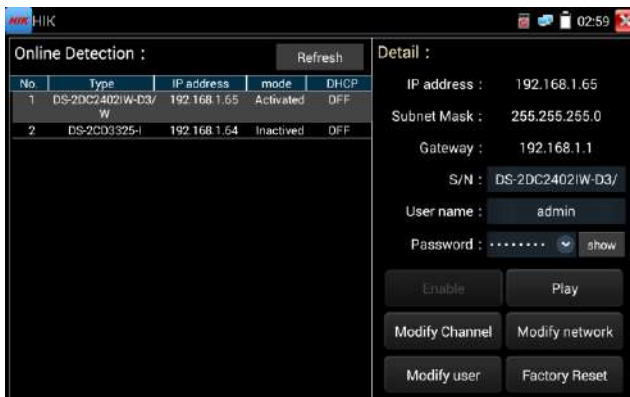 HIK HIK 02:59
Online Detection : Refresh
No. Type IP address mode DHCP
1 DS-2DC2402IW-D3/ 192.168.1.65 Activated OFF
W
2 DS-2CD3325-I 192.168.1.64 Inactived OFF
Detail :
IP address : 192.168.1.65
Subnet Mask : 255.255.255.0
Gateway : 192.168.1.1
S/N : DS-2DC2402IW-D3/
User name : admin
Password : •••••••• show
Enable Play
Modify Channel Modify network
Modify user Factory Reset